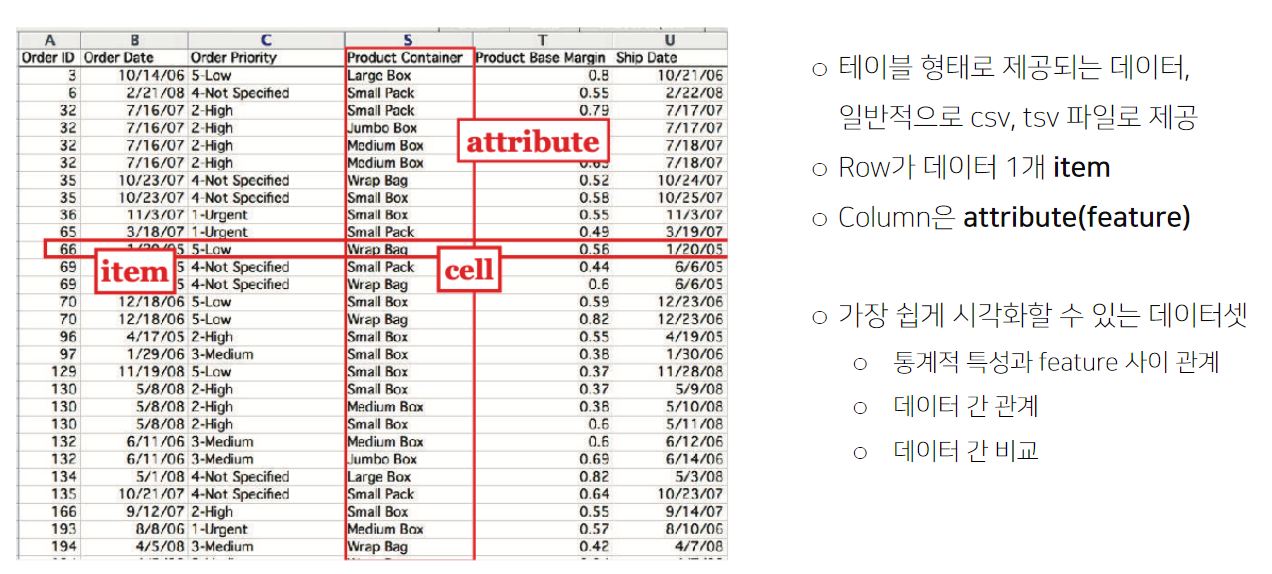 A B C S T U
Order ID Order Date Order Priority Product Container Product Base Margin Ship Date
3 10/14/06 5-Low Large Box 0.8 10/21/06
6 2/21/08 4-Not Specified Small Pack 0.55 2/22/08
32 7/16/07 2-High Small Pack 0.79 7/17/07
32 7/16/07 2-High Jumbo Box 7/17/07
32 7/16/07 2-High Medium Box 7/18/07
32 7/16/07 2-High Medium Box 7/18/07
attribute
35 10/23/07 4-Not Specified Wrap Bag 0.52 10/24/07
35 10/23/07 4-Not Specified Small Box 0.58 10/25/07
36 11/3/07 1-Urgent Small Box 0.55 11/3/07
65 3/18/07 1-Urgent Small Pack 0.49 3/19/07
66 5-Low Wrap Bag 0.56 1/20/05
item
cell
69 4-Not Specified Small Pack 0.44 6/6/05
69 4-Not Specified Wrap Bag 0.6 6/6/05
70 12/18/06 5-Low Small Box 0.59 12/23/06
70 12/18/06 5-Low Wrap Bag 0.82 12/23/06
96 4/17/05 2-High Small Box 0.55 4/19/05
97 1/29/06 3-Medium Small Box 0.38 1/30/06
129 11/19/08 5-Low Small Box 0.37 11/28/08
130 5/8/08 2-High Small Box 0.37 5/9/08
130 5/8/08 2-High Medium Box 0.38 5/10/08
130 5/8/08 2-High Small Box 0.6 5/11/08
132 6/11/06 3-Medium Medium Box 0.6 6/12/06
132 6/11/06 3-Medium Jumbo Box 0.69 6/14/06
134 5/1/08 4-Not Specified Large Box 0.82 5/3/08
135 10/21/07 4-Not Specified Small Pack 0.64 10/23/07
166 9/12/07 2-High Small Box 0.55 9/14/07
193 8/8/06 1-Urgent Medium Box 0.57 8/10/06
194 4/5/08 3-Medium Wrap Bag 0.42 4/7/08
테이블 형태로 제공되는 데이터,
일반적으로 csv, tsv 파일로 제공
Row가 데이터 1개 item
Column은 attribute(feature)
가장 쉽게 시각화할 수 있는 데이터셋
통계적 특성과 feature 사이 관계
데이터 간 관계
데이터 간 비교